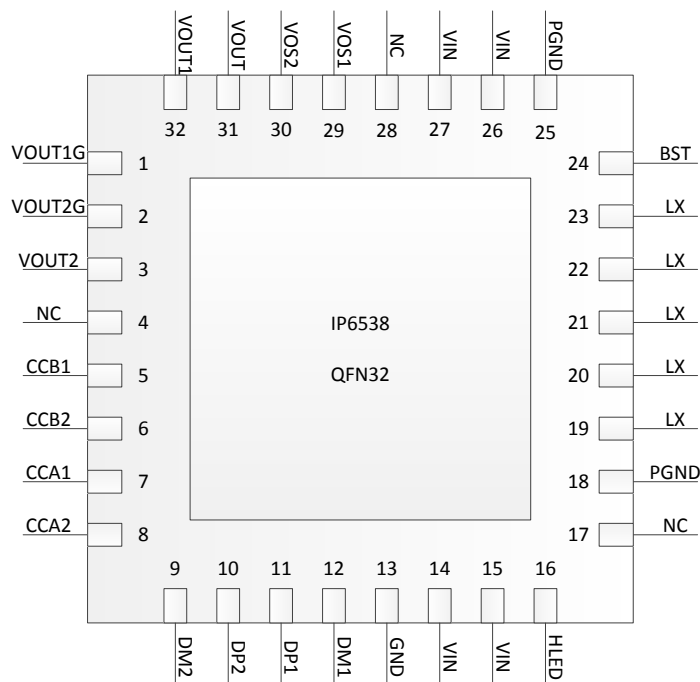 VOUT1
VOUT
VOS2
VOS1
NC
VIN
VIN
PGND
32
31
30
29
28
27
26
25
VOUT1G
1
24
BST
VOUT2G
2
23
LX
VOUT2
3
22
LX
NC
4
IP6538
21
LX
CCB1
5
QFN32
20
LX
CCB2
6
19
LX
CCA1
7
18
PGND
CCA2
8
17
NC
9
10
11
12
13
14
15
16
DM2
DP2
DP1
DM1
GND
VIN
VIN
HLED